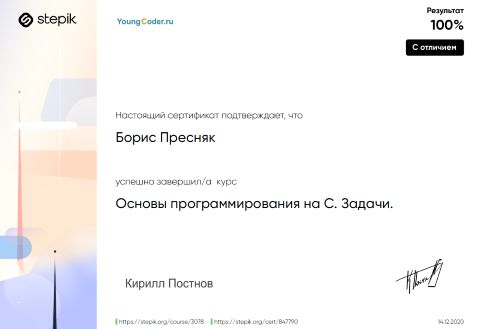 stepik
YoungCoder.ru
Результат
100%
С отличием
Настоящий сертификат подтверждает, что
Борис Пресняк
успешно завершил/а курс
Основы программирования на С. Задачи.
Кирилл Постнов
https://stepik.org/course/3078
https://stepik.org/cert/847790
14.12.2020